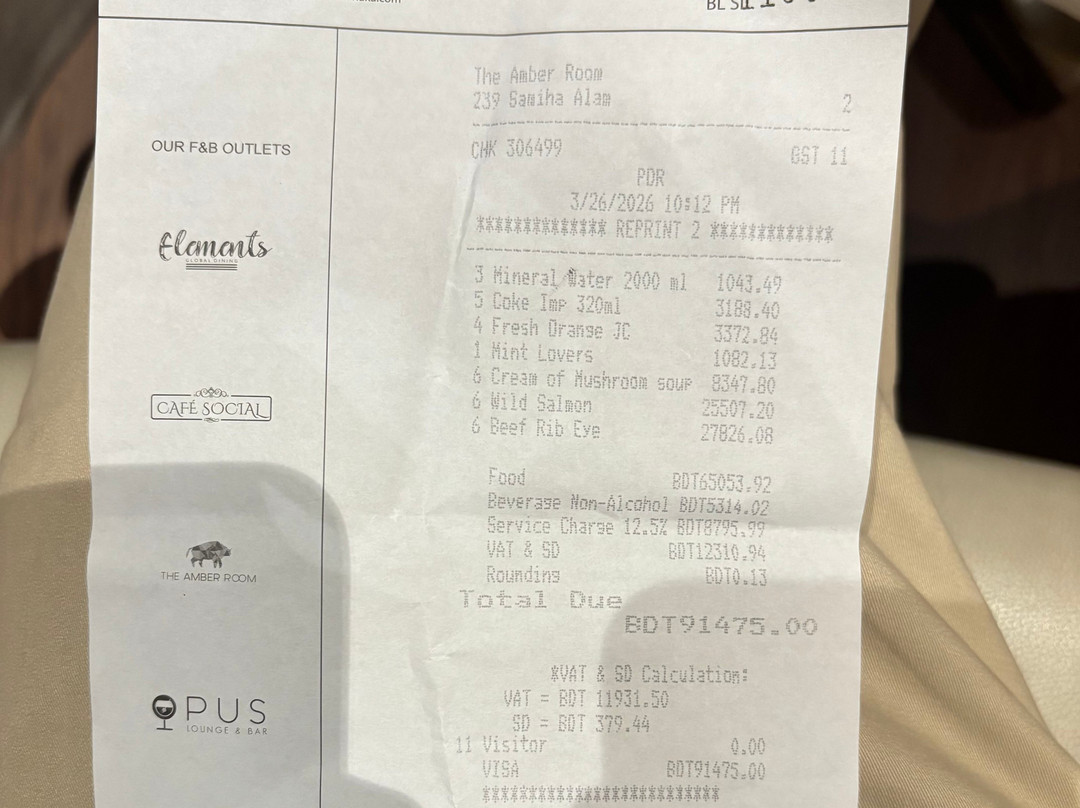 The Amber Room
239 Samiha Alam 2
CHK 306499 GST 11
PDR
3/26/2026 10:12 PM
************** REPRINT 2 **************
3 Mineral Water 2000 ml 1043.49
5 Coke Imp 320ml 3188.40
4 Fresh Orange JC 3372.84
1 Mint Lovers 1082.13
6 Cream of Mushroom soup 8347.80
6 Wild Salmon 25507.20
6 Beef Rib Eye 27826.08
Food BDT65053.92
Beverage Non-Alcohol BDT5314.02
Service Charge 12.5% BDT8795.99
VAT & SD BDT12310.94
Rounding BDT0.13
Total Due
BDT91475.00
*VAT & SD Calculation:
VAT = BDT 11931.50
SD = BDT 379.44
11 Visitor 0.00
VISA BDT91475.00
**************************
OUR F&B OUTLETS
Elements
GLOBAL DINING
CAFÉ SOCIAL
THE AMBER ROOM
OPUS
LOUNGE & BAR